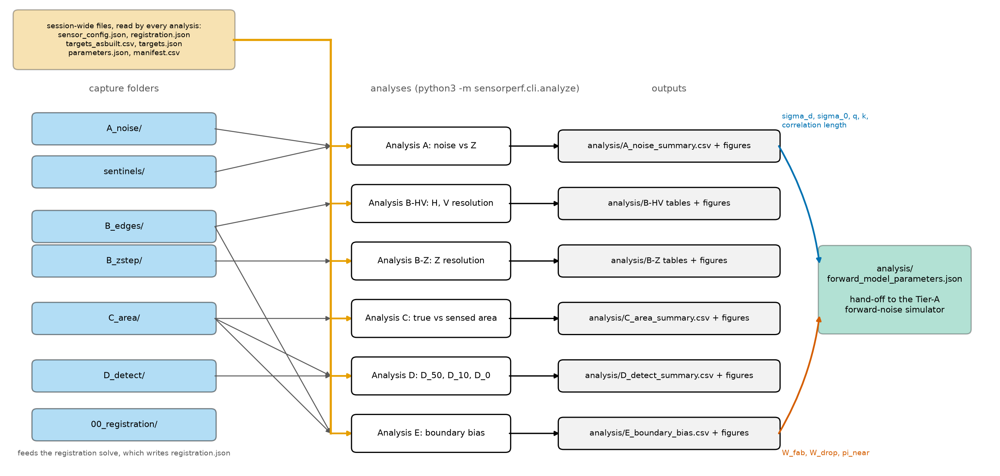 session-wide files, read by every analysis:
sensor_config.json, registration.json
targets_asbuilt.csv, targets.json
parameters.json, manifest.csv
capture folders
analyses (python3 -m sensorperf.cli.analyze)
outputs
A_noise/
sentinels/
B_edges/
B_zstep/
C_area/
D_detect/
00_registration/
feeds the registration solve, which writes registration.json
Analysis A: noise vs Z
Analysis B-HV: H, V resolution
Analysis B-Z: Z resolution
Analysis C: true vs sensed area
Analysis D: D_50, D_10, D_0
Analysis E: boundary bias
analysis/A_noise_summary.csv + figures
analysis/B-HV tables + figures
analysis/B-Z tables + figures
analysis/C_area_summary.csv + figures
analysis/D_detect_summary.csv + figures
analysis/E_boundary_bias.csv + figures
sigma_d, sigma_0, q, k,
correlation length
analysis/
forward_model_parameters.json
hand-off to the Tier-A
forward-noise simulator
W_fab, W_drop, pi_near